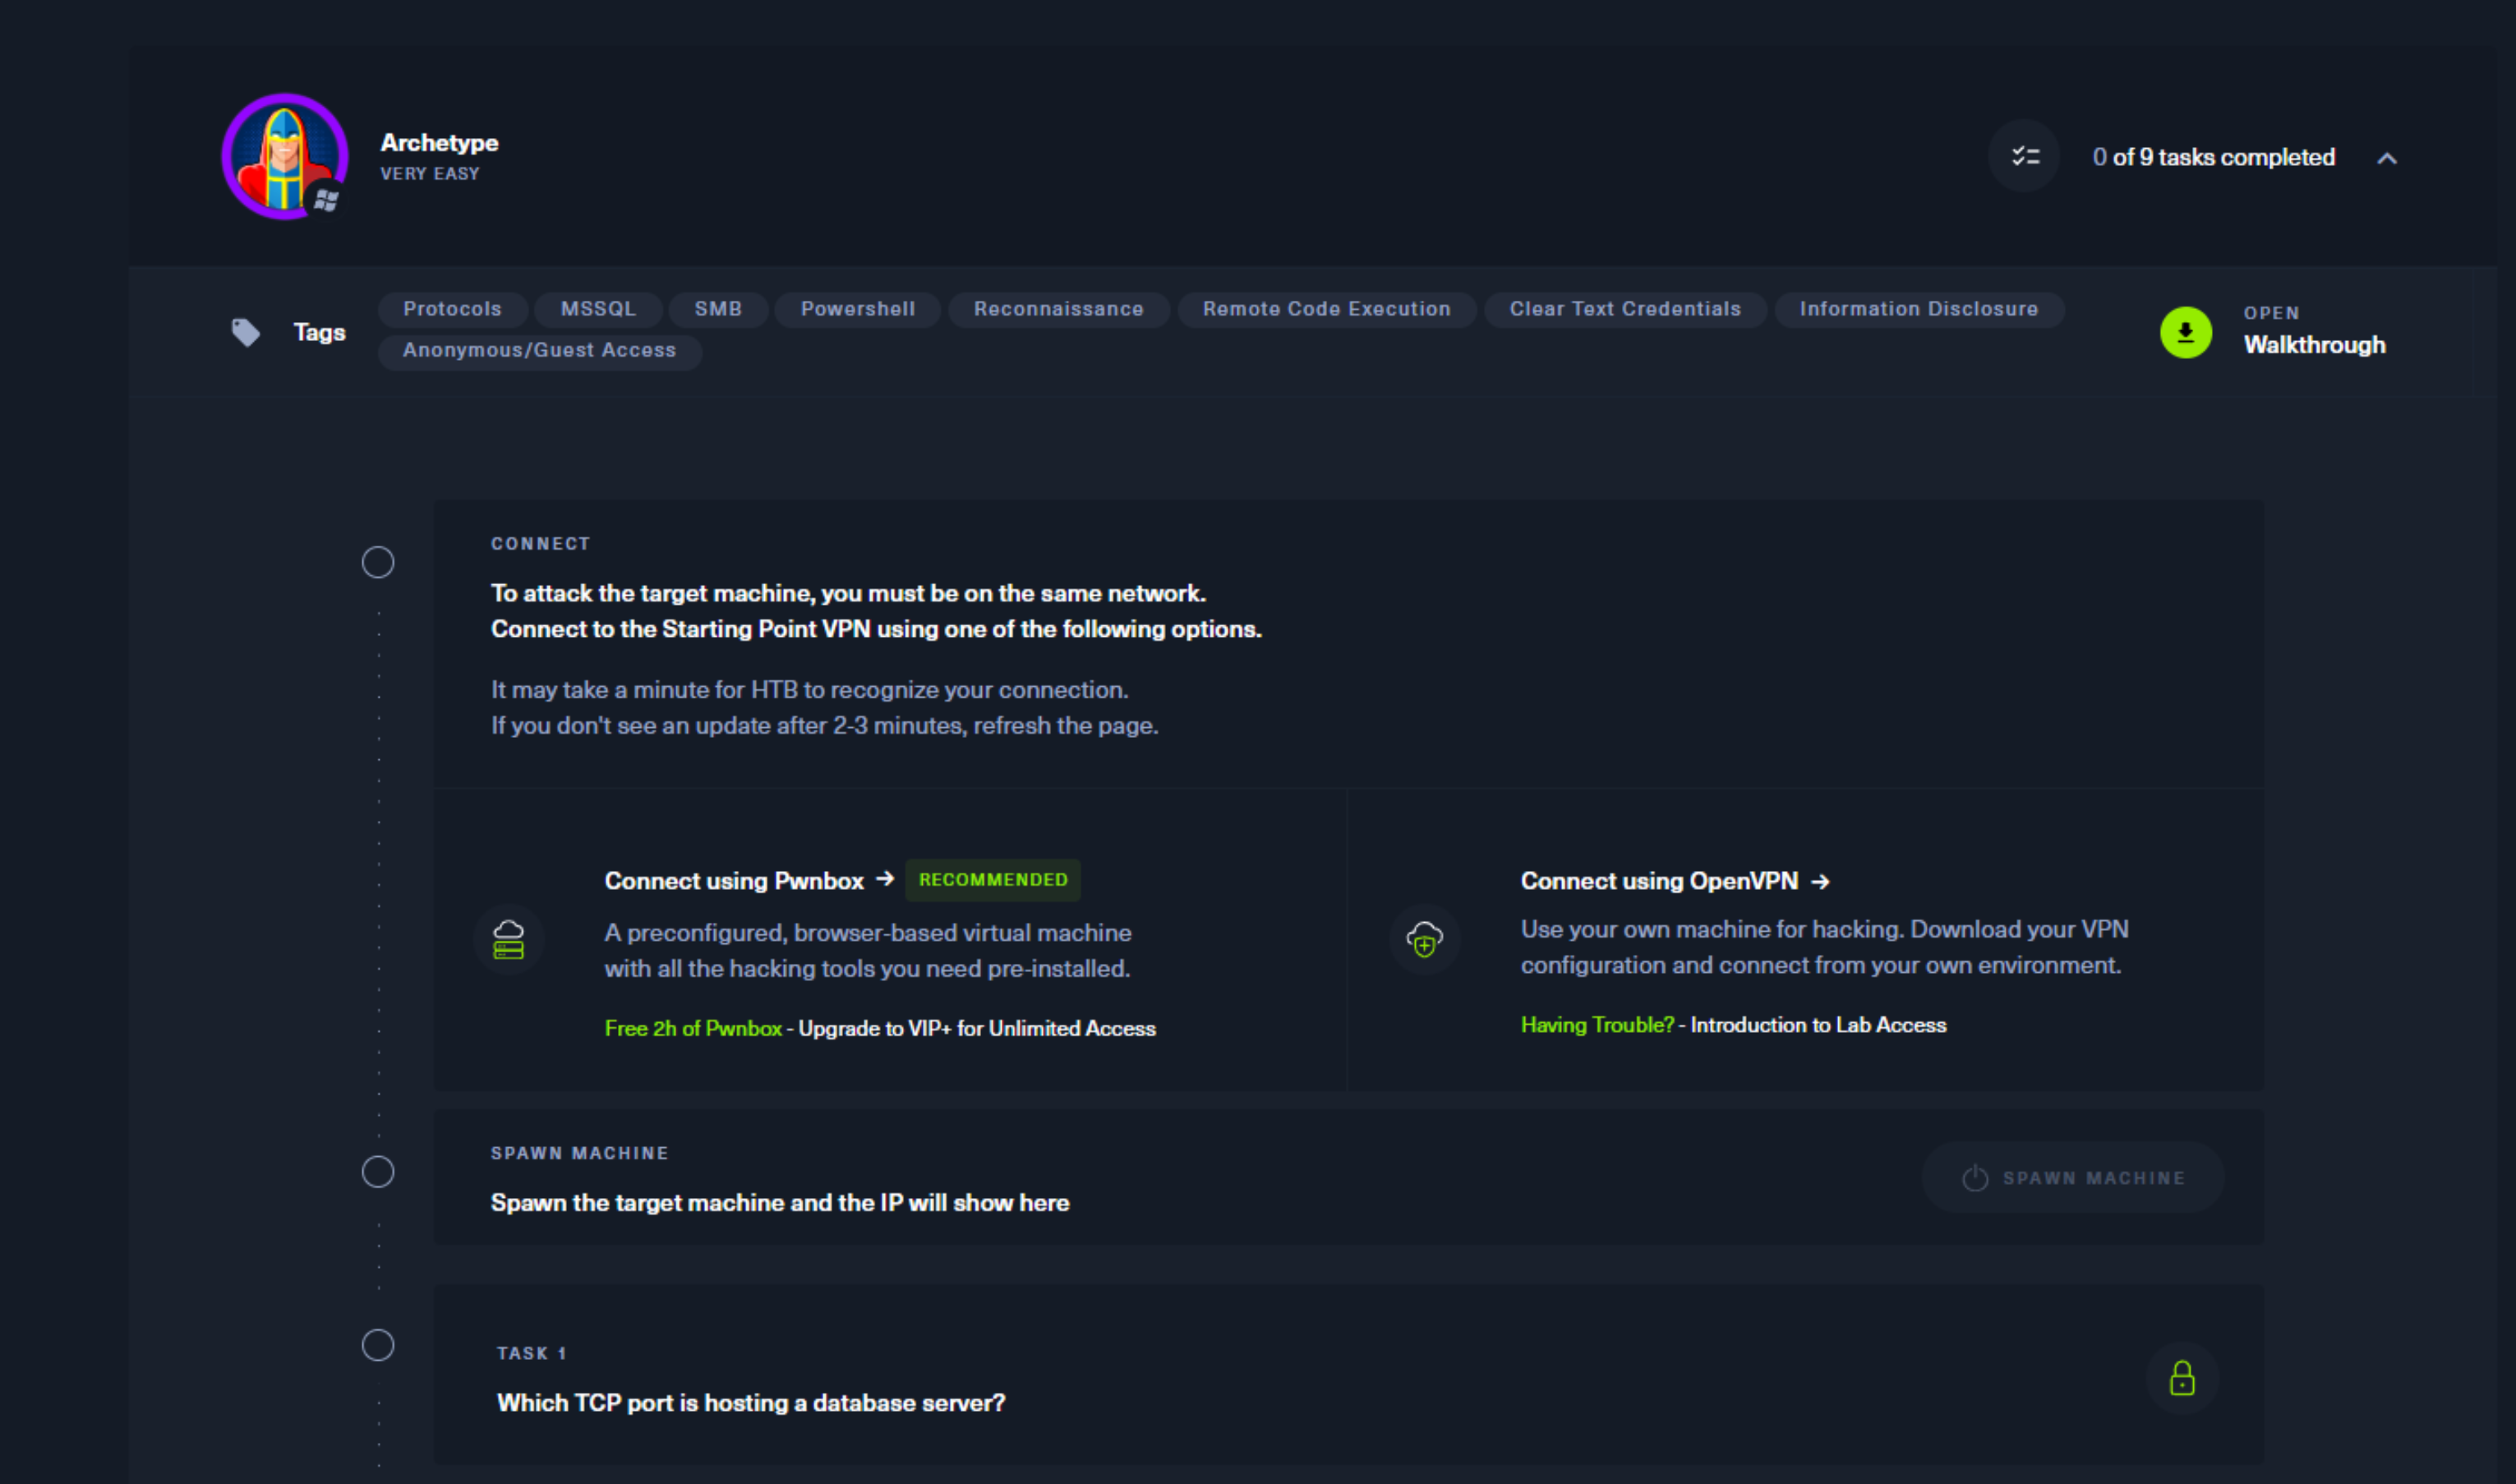 Archetype
VERY EASY
0 of 9 tasks completed
Tags
Protocols MSSQL SMB Powershell Reconnaissance Remote Code Execution Clear Text Credentials Information Disclosure
Anonymous/Guest Access
OPEN
Walkthrough
CONNECT
To attack the target machine, you must be on the same network.
Connect to the Starting Point VPN using one of the following options.
It may take a minute for HTB to recognize your connection.
If you don't see an update after 2-3 minutes, refresh the page.
Connect using Pwnbox → RECOMMENDED
A preconfigured, browser-based virtual machine
with all the hacking tools you need pre-installed.
Free 2h of Pwnbox - Upgrade to VIP+ for Unlimited Access
Connect using OpenVPN →
Use your own machine for hacking. Download your VPN
configuration and connect from your own environment.
Having Trouble? - Introduction to Lab Access
SPAWN MACHINE
Spawn the target machine and the IP will show here
SPAWN MACHINE
TASK 1
Which TCP port is hosting a database server?